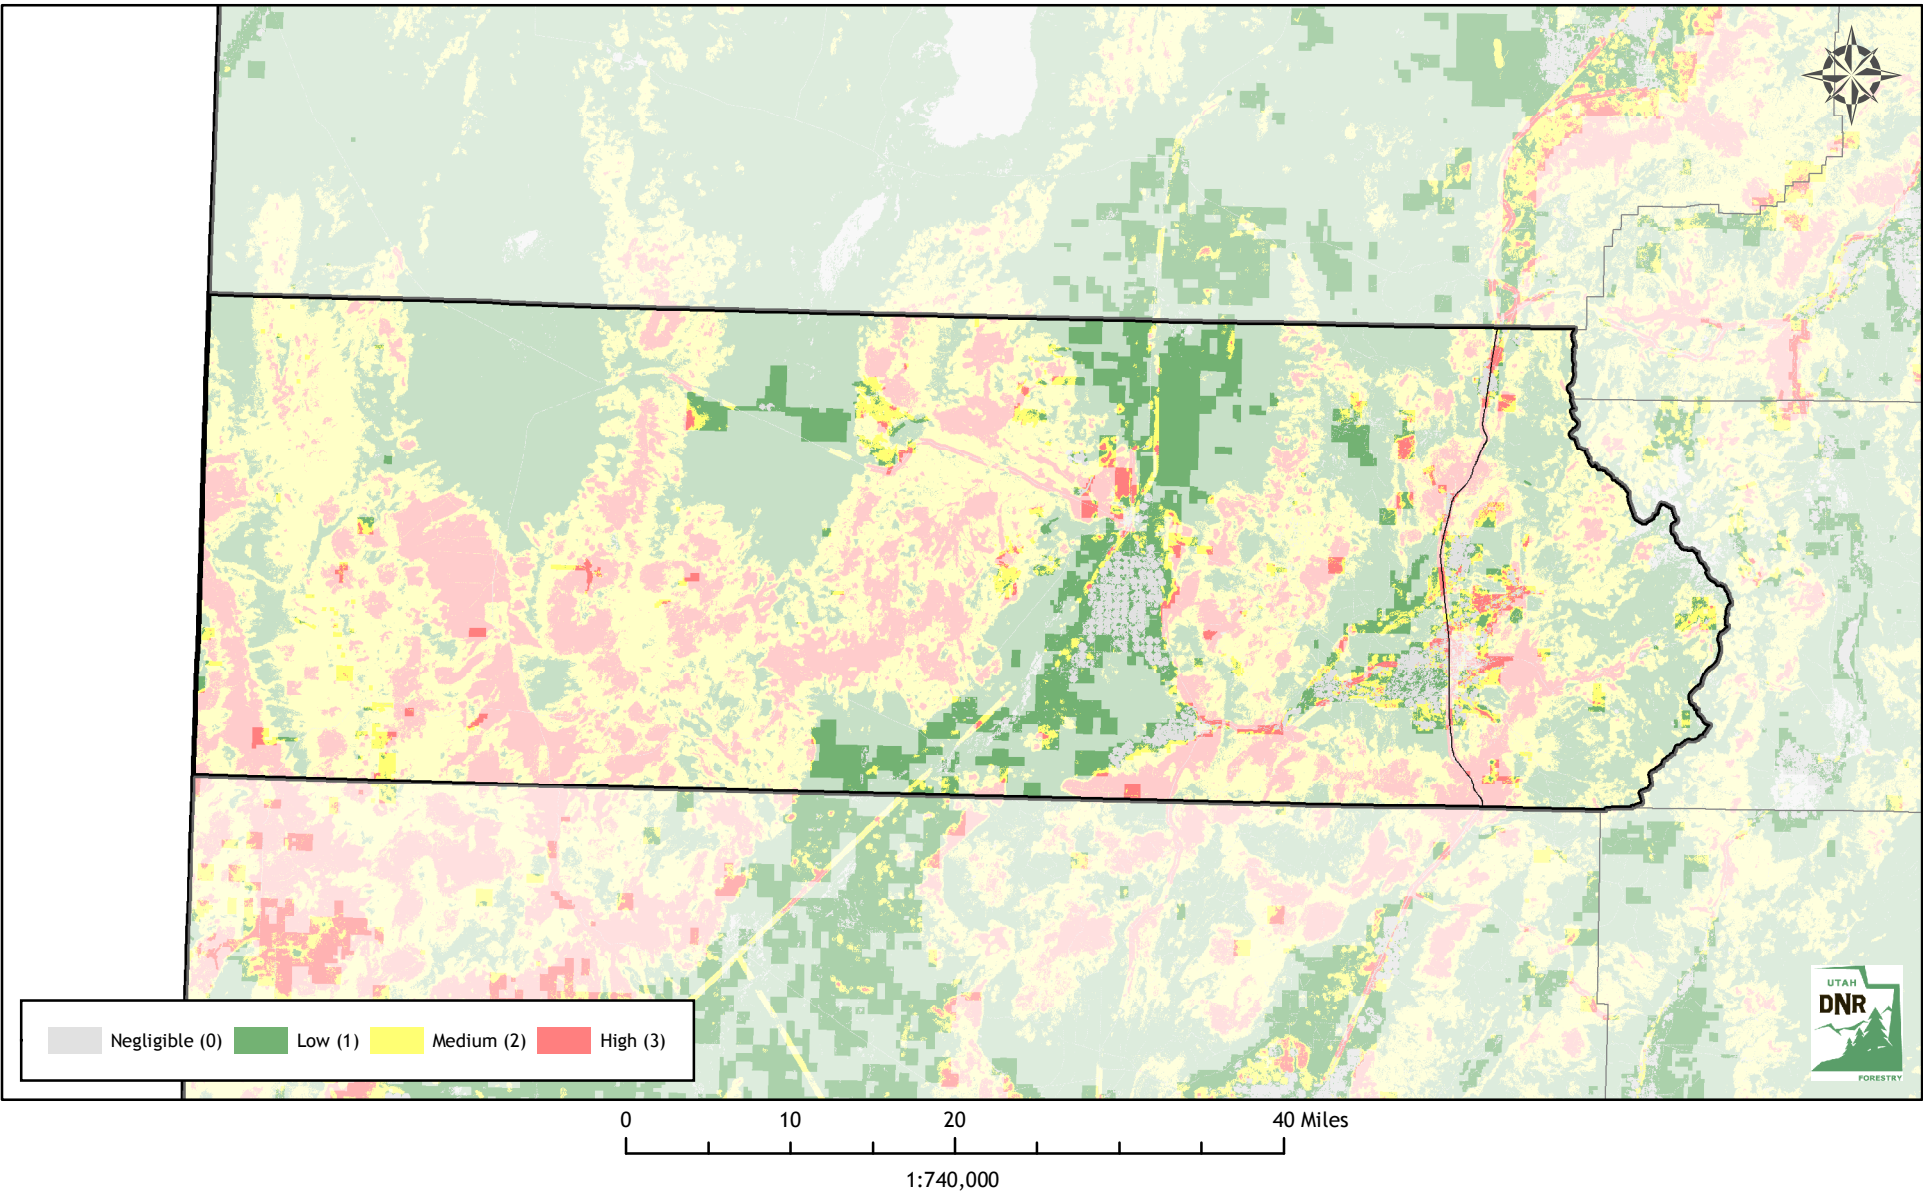 UTAH
DNR
FORESTRY
Negligible (0) Low (1) Medium (2) High (3)
0 10 20 40 Miles
1:740,000